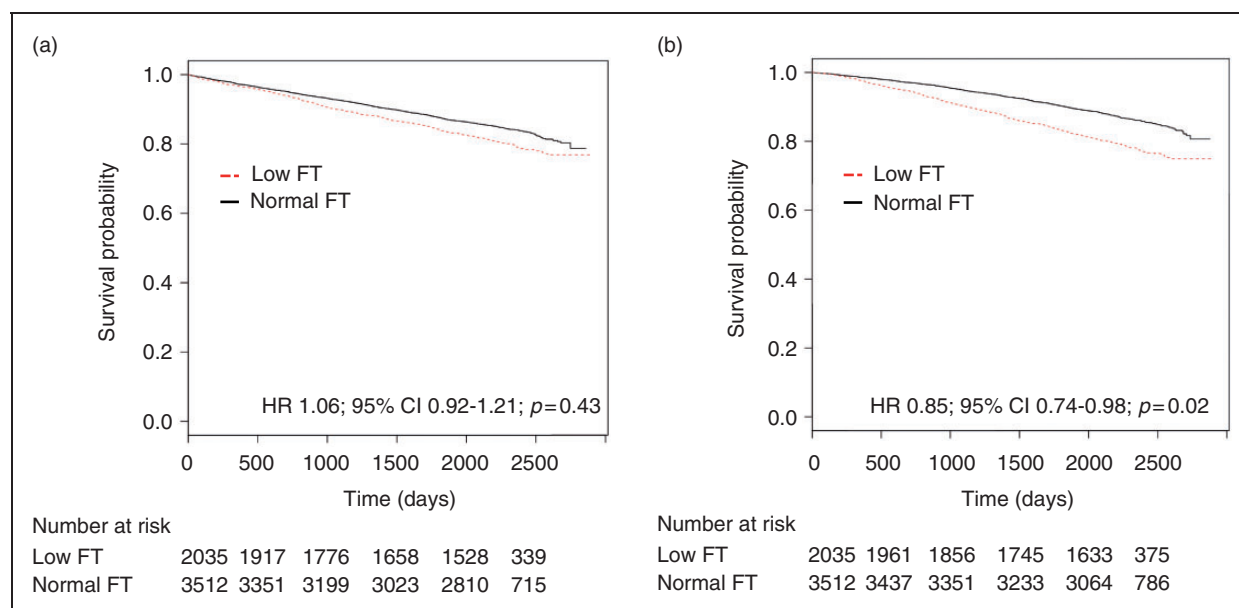 (a)
1.0
0.8
0.6
0.4
0.2
0.0
Survival probability
Low FT
Normal FT
HR 1.06; 95% CI 0.92-1.21; p=0.43
0 500 1000 1500 2000 2500
Time (days)
Number at risk
Low FT 2035 1917 1776 1658 1528 339
Normal FT 3512 3351 3199 3023 2810 715
(b)
1.0
0.8
0.6
0.4
0.2
0.0
Survival probability
Low FT
Normal FT
HR 0.85; 95% CI 0.74-0.98; p=0.02
0 500 1000 1500 2000 2500
Time (days)
Number at risk
Low FT 2035 1961 1856 1745 1633 375
Normal FT 3512 3437 3351 3233 3064 786